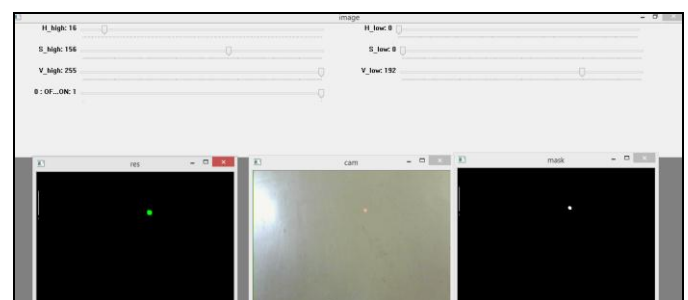 image
H_high: 16
H_low: 0
S_high: 156
S_low: 0
V_high: 255
V_low: 192
0 : OF...ON: 1
res
cam
mask